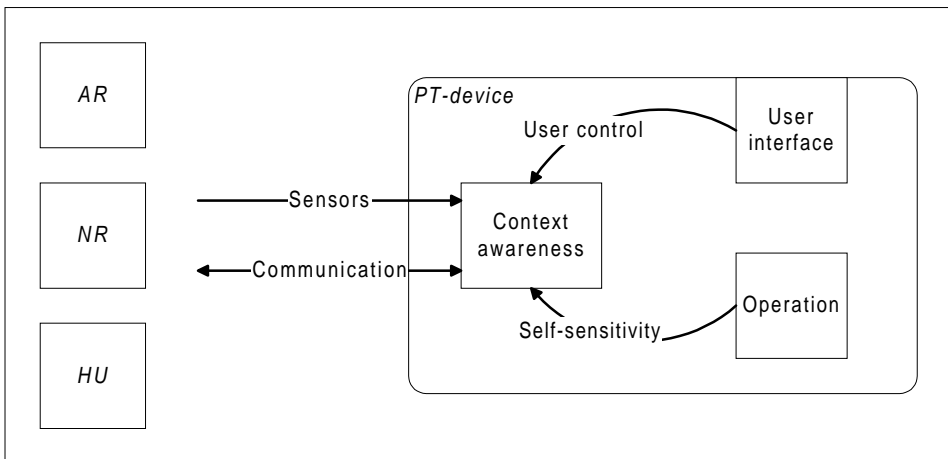 AR
NR
HU
PT-device
User control
User
interface
Sensors
Context
awareness
Communication
Self-sensitivity
Operation